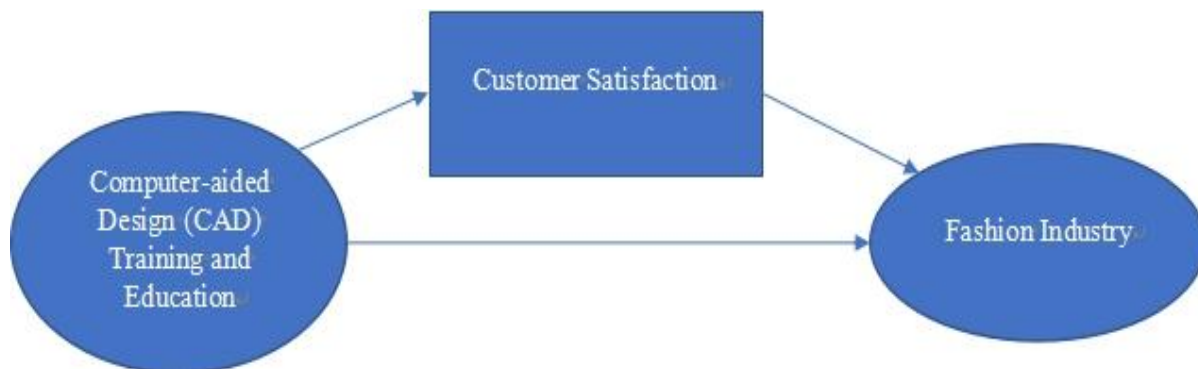 Customer Satisfaction
Computer-aided
Design (CAD)
Training and
Education
Fashion Industry